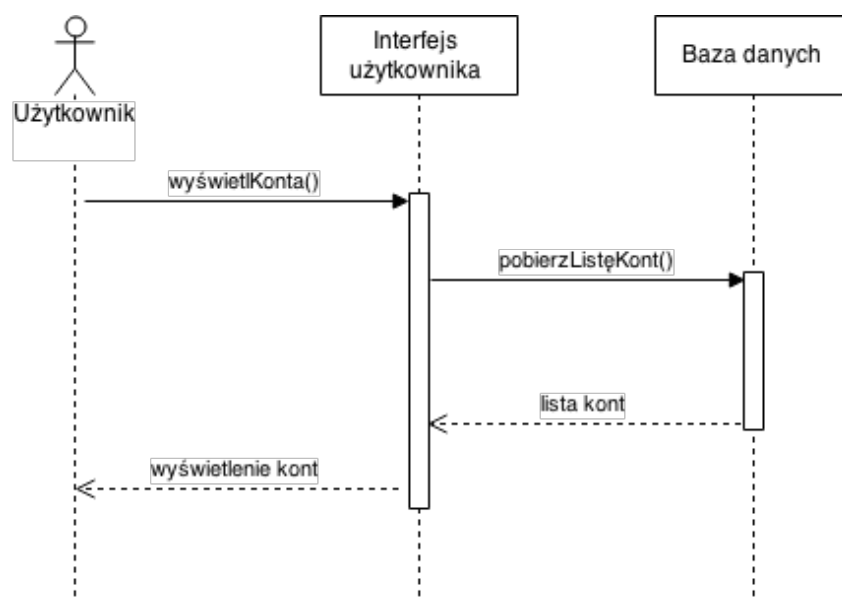 Użytkownik
Interfejs
użytkownika
Baza danych
wyświetlKonta()
pobierzListęKont()
lista kont
wyświetlenie kont